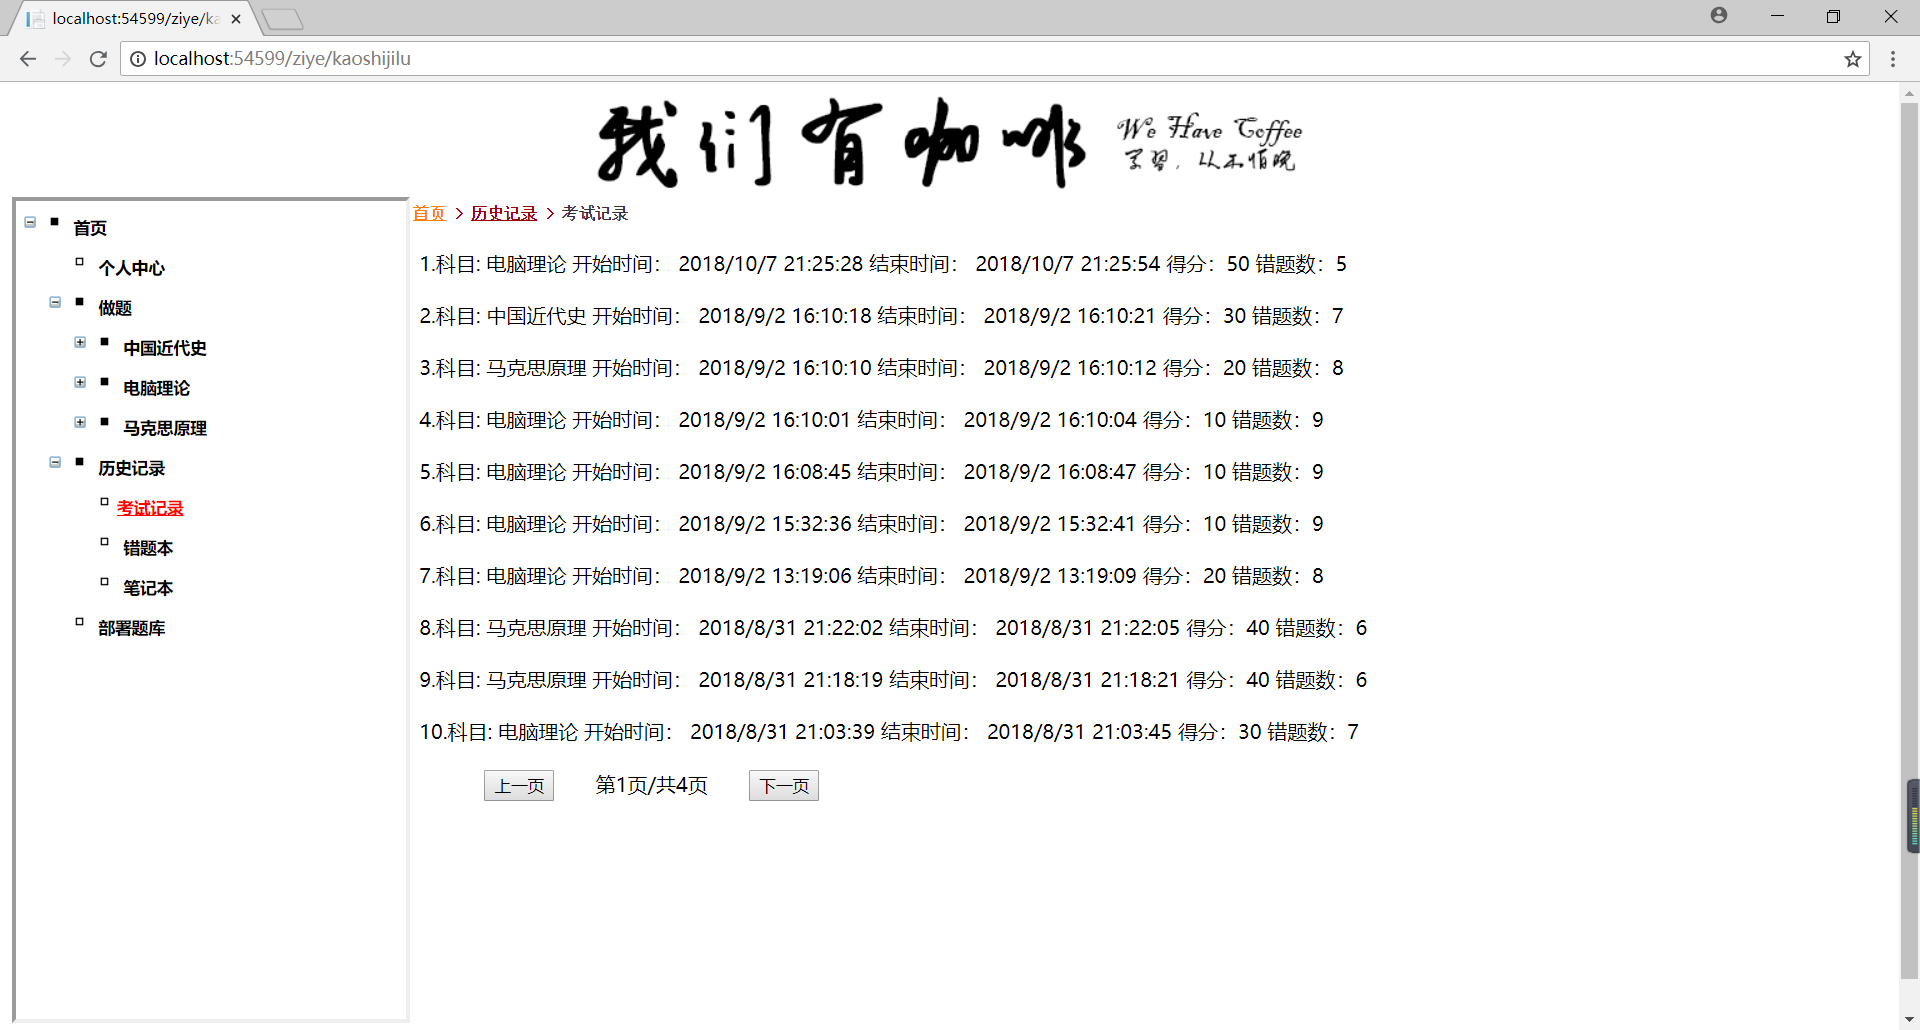 localhost:54599/ziye/ka
localhost:54599/ziye/kaoshijilu
我们有咖啡
We Have Coffee
学习，从不怕晚
首页
个人中心
做题
中国近代史
电脑理论
马克思原理
历史记录
考试记录
错题本
笔记本
部署题库
首页 > 历史记录 > 考试记录
1.科目: 电脑理论 开始时间： 2018/10/7 21:25:28 结束时间： 2018/10/7 21:25:54 得分：50 错题数：5
2.科目: 中国近代史 开始时间： 2018/9/2 16:10:18 结束时间： 2018/9/2 16:10:21 得分：30 错题数：7
3.科目: 马克思原理 开始时间： 2018/9/2 16:10:10 结束时间： 2018/9/2 16:10:12 得分：20 错题数：8
4.科目: 电脑理论 开始时间： 2018/9/2 16:10:01 结束时间： 2018/9/2 16:10:04 得分：10 错题数：9
5.科目: 电脑理论 开始时间： 2018/9/2 16:08:45 结束时间： 2018/9/2 16:08:47 得分：10 错题数：9
6.科目: 电脑理论 开始时间： 2018/9/2 15:32:36 结束时间： 2018/9/2 15:32:41 得分：10 错题数：9
7.科目: 电脑理论 开始时间： 2018/9/2 13:19:06 结束时间： 2018/9/2 13:19:09 得分：20 错题数：8
8.科目: 马克思原理 开始时间： 2018/8/31 21:22:02 结束时间： 2018/8/31 21:22:05 得分：40 错题数：6
9.科目: 马克思原理 开始时间： 2018/8/31 21:18:19 结束时间： 2018/8/31 21:18:21 得分：40 错题数：6
10.科目: 电脑理论 开始时间： 2018/8/31 21:03:39 结束时间： 2018/8/31 21:03:45 得分：30 错题数：7
上一页 第1页/共4页 下一页